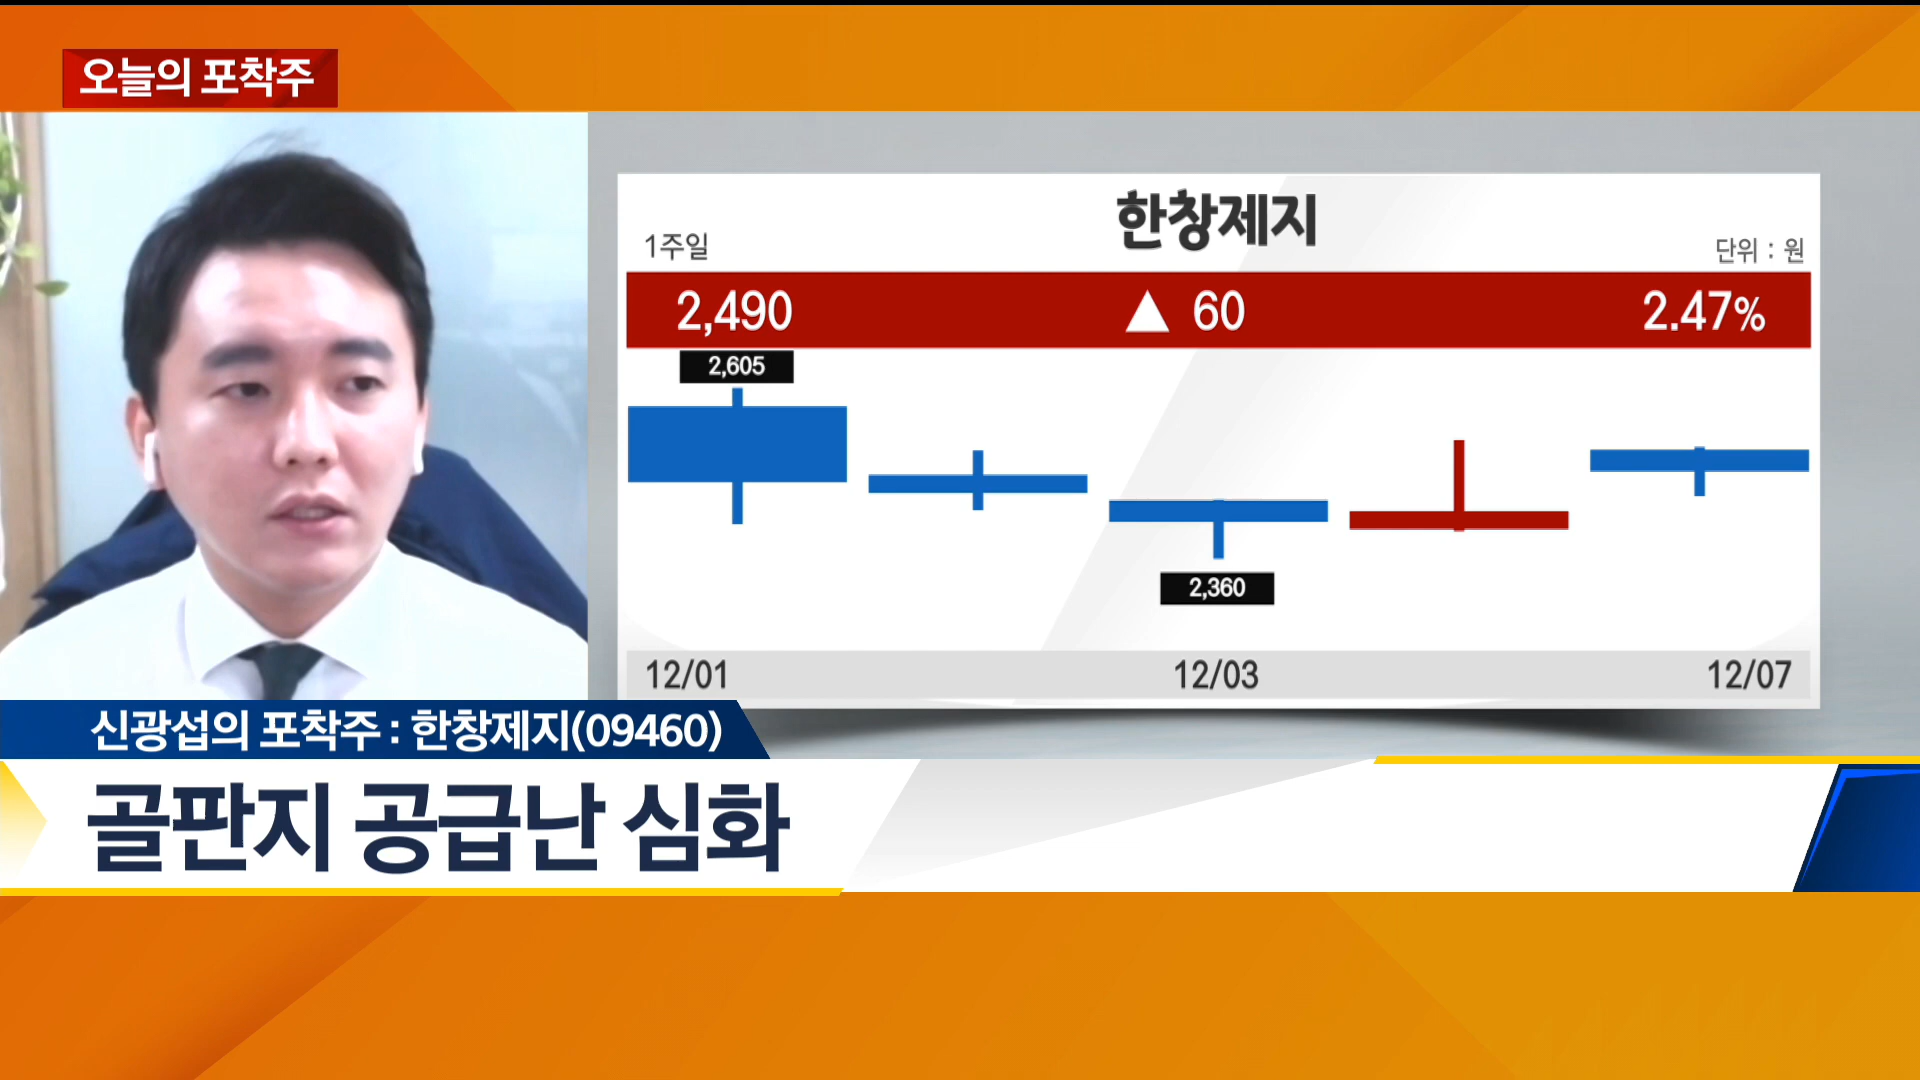 오늘의 포착주
한창제지
1주일
단위 : 원
2,490 ▲ 60 2.47%
2,605
2,360
12/01 12/03 12/07
신광섭의 포착주 : 한창제지(09460)
골판지 공급난 심화